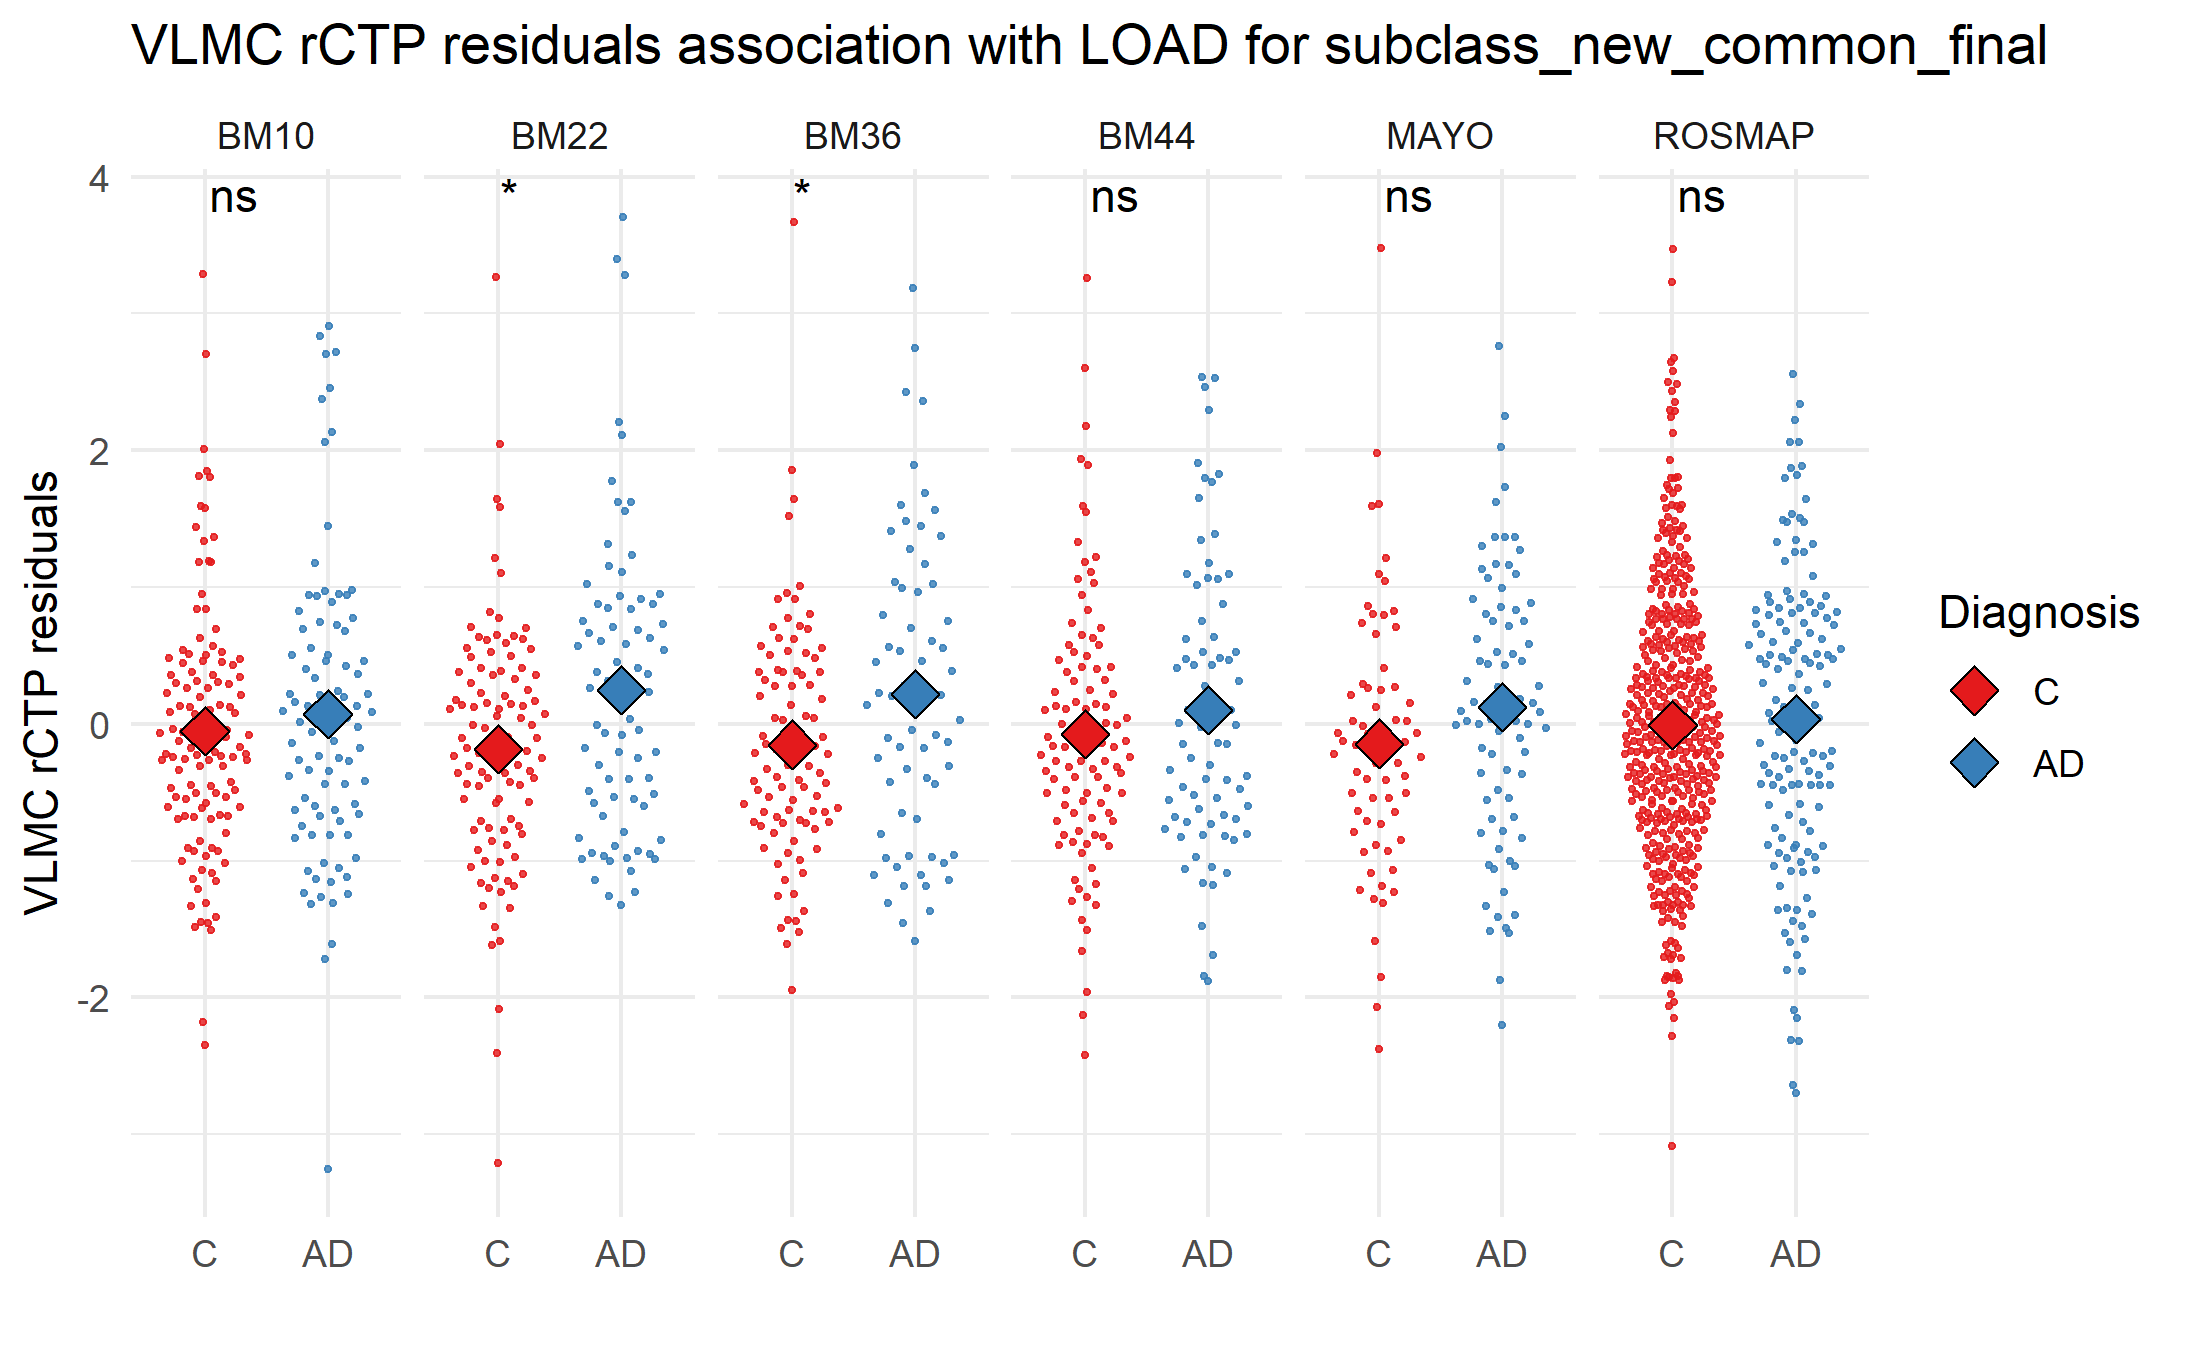 VLMC rCTP residuals association with LOAD for subclass_new_common_final
BM10 BM22 BM36 BM44 MAYO ROSMAP
ns * * ns ns ns
4
2
0
-2
VLMC rCTP residuals
C AD C AD C AD C AD C AD C AD
Diagnosis
C
AD